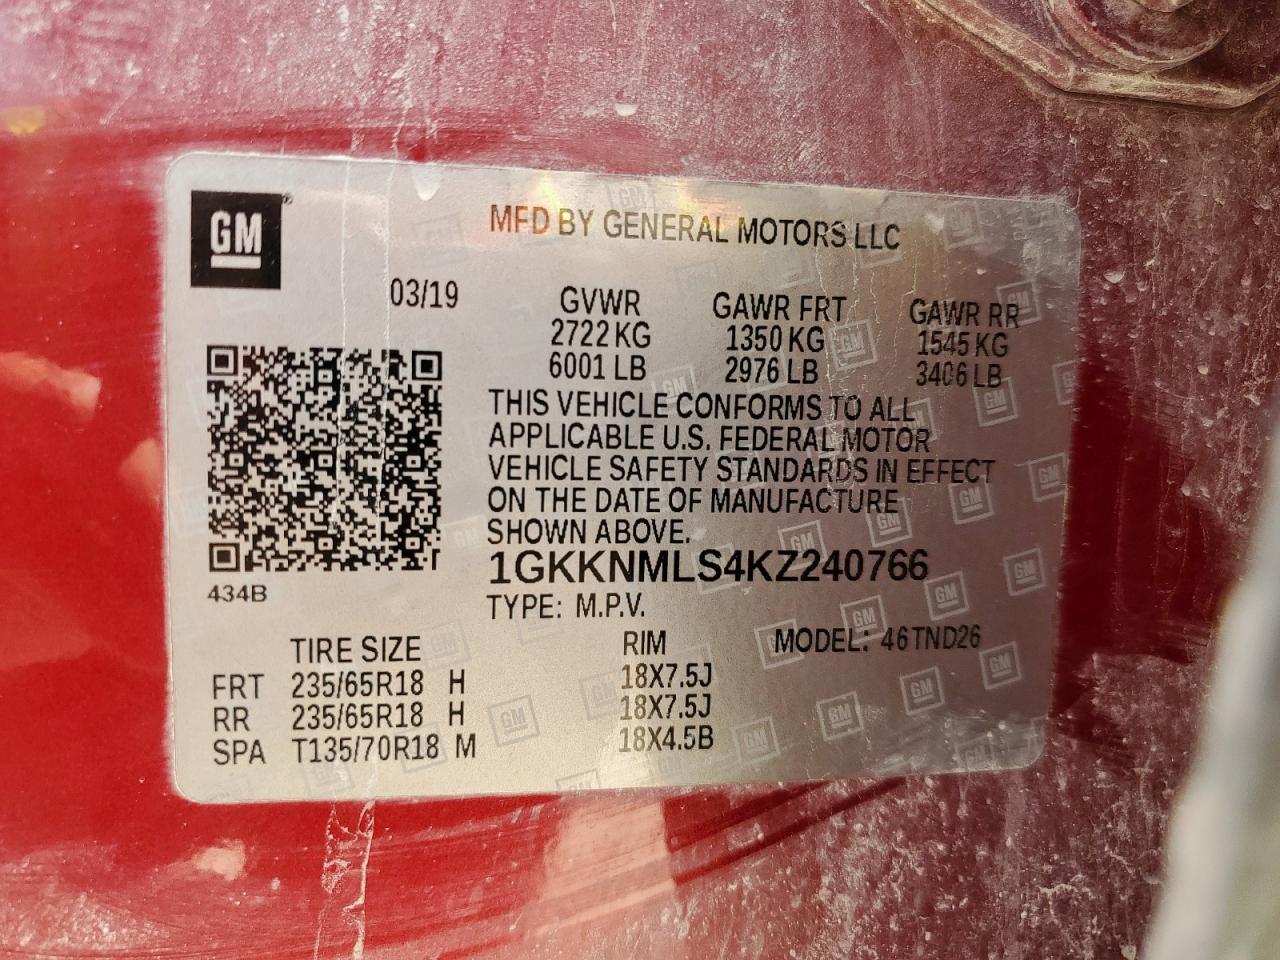 GM
MFD BY GENERAL MOTORS LLC
03/19
GVWR GAWR FRT GAWR RR
2722 KG 1350 KG 1545 KG
6001 LB 2976 LB 3406 LB
THIS VEHICLE CONFORMS TO ALL
APPLICABLE U.S. FEDERAL MOTOR
VEHICLE SAFETY STANDARDS IN EFFECT
ON THE DATE OF MANUFACTURE
SHOWN ABOVE.
1GKKNMLS4KZ240766
434B
TYPE: M.P.V.
TIRE SIZE RIM MODEL: 46TND26
FRT 235/65R18 H 18X7.5J
RR 235/65R18 H 18X7.5J
SPA T135/70R18 M 18X4.5B